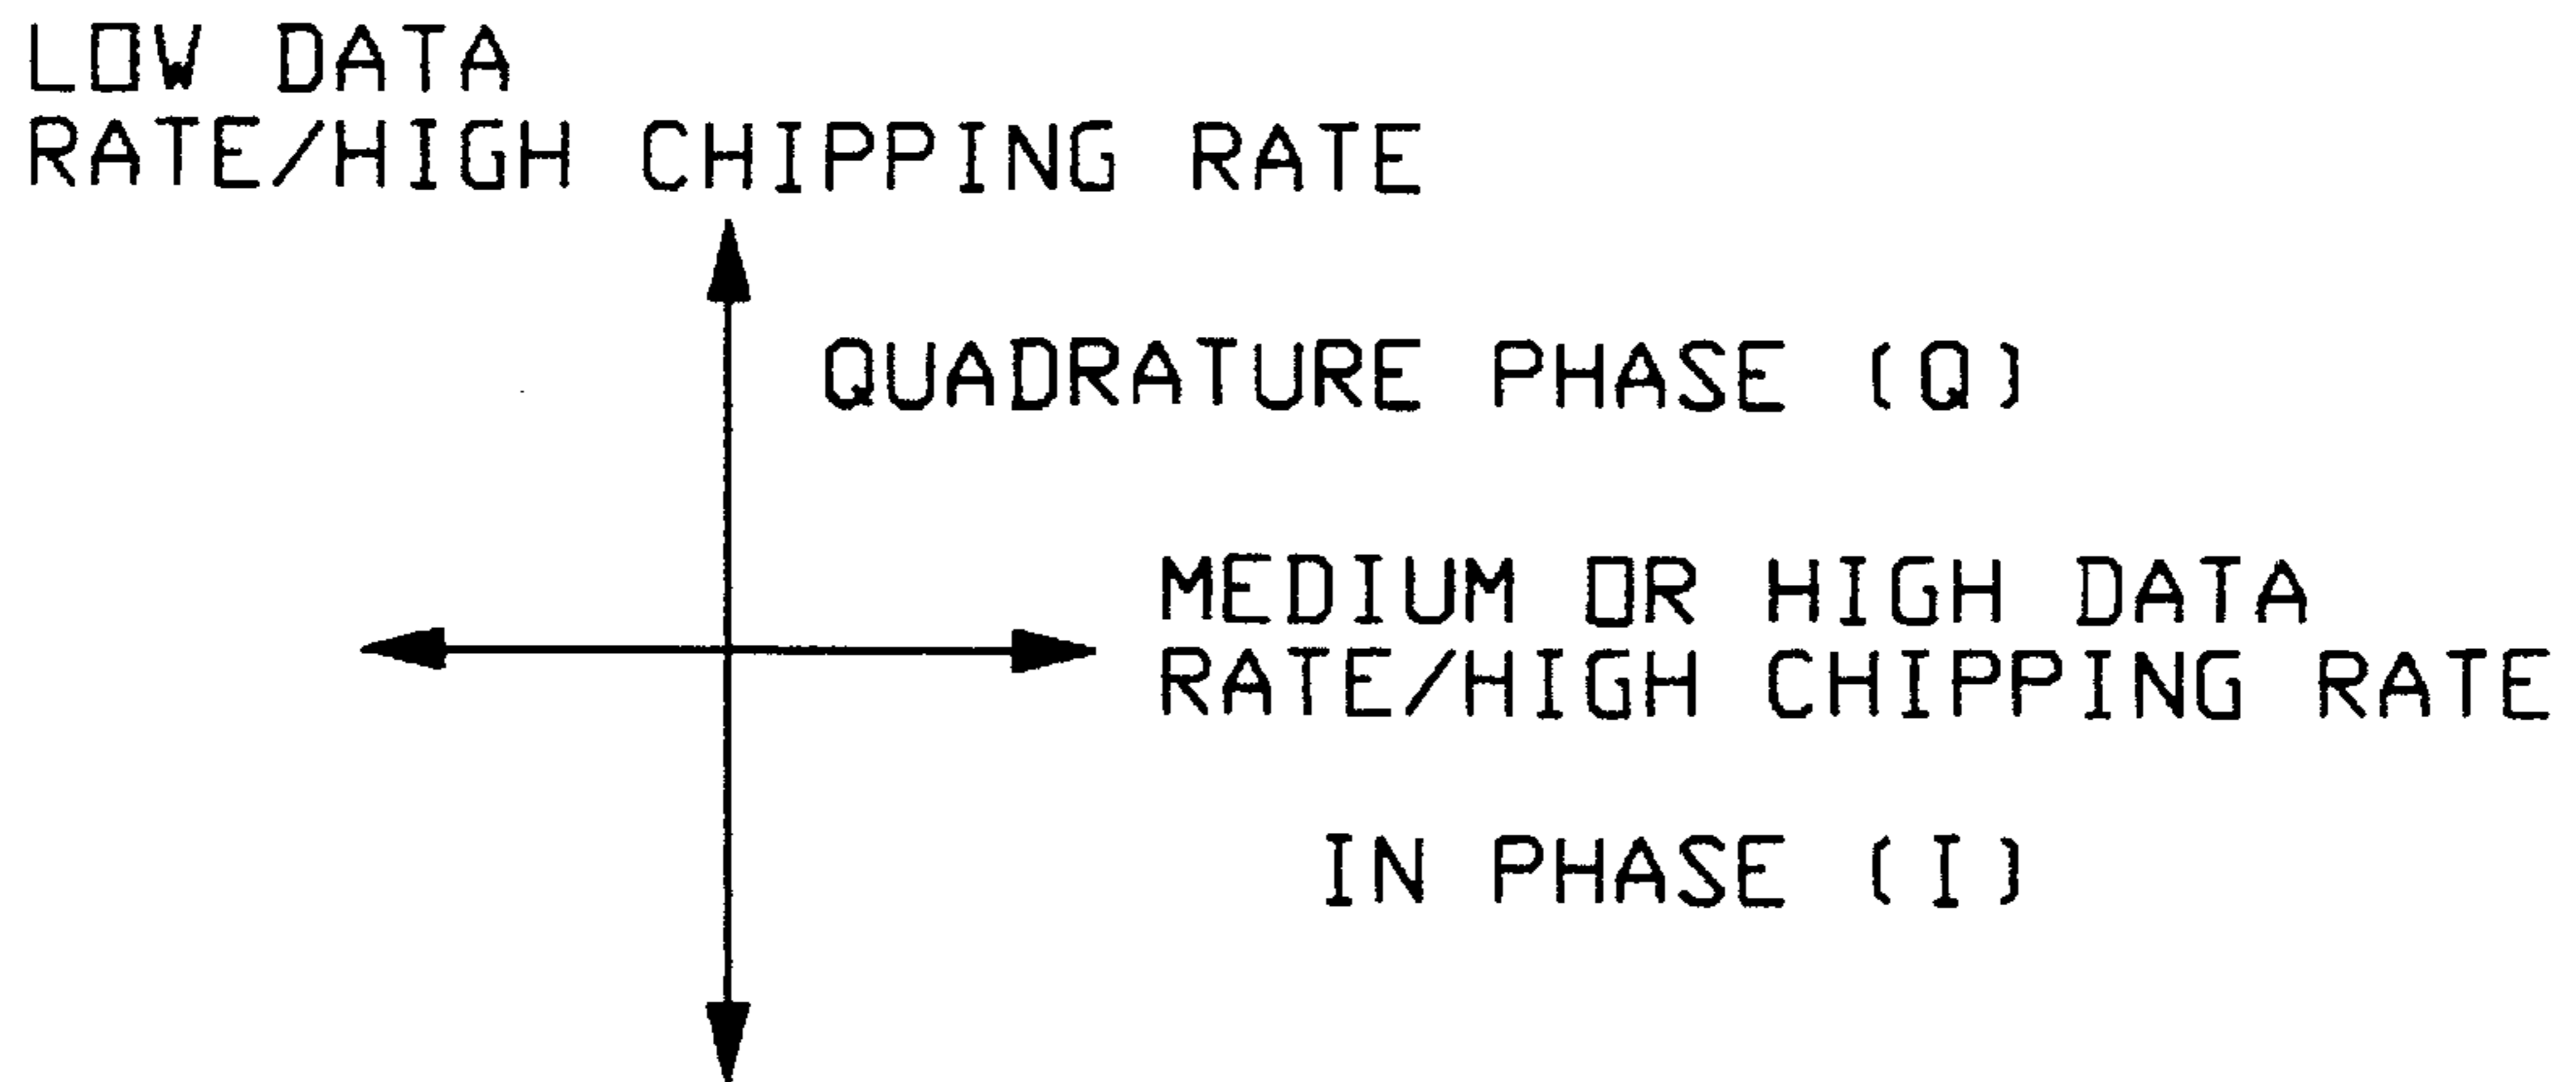 LOW DATA
RATE/HIGH CHIPPING RATE
QUADRATURE PHASE (Q)
MEDIUM OR HIGH DATA
RATE/HIGH CHIPPING RATE
IN PHASE (I)